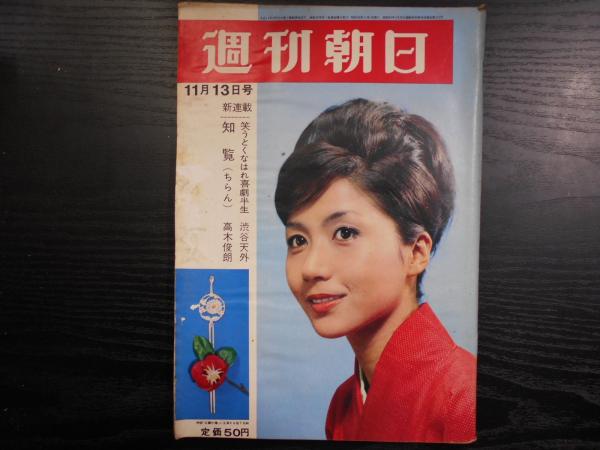 週刊朝日
11月13日号
新連載
笑うとくなはれ喜劇半生 渋谷天外
知覧(ちらん) 高木俊朗
定価50円